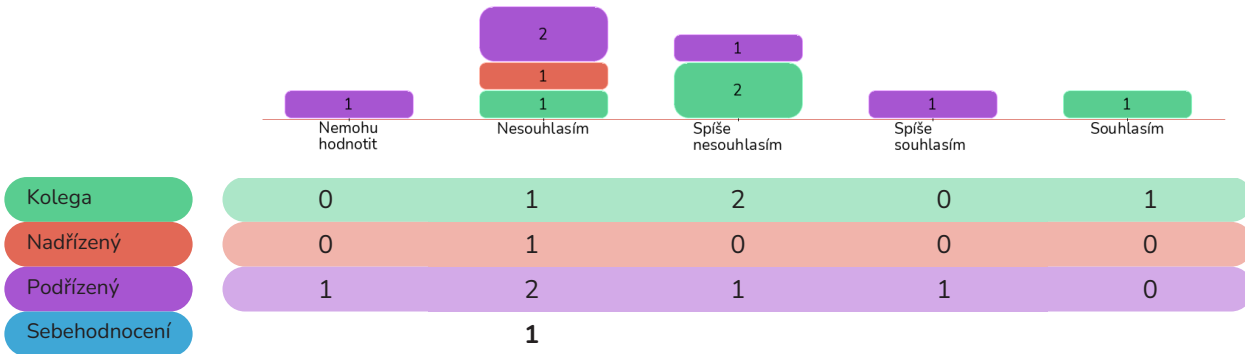 2
1
1
1
1
2
1
1
Nemohu
hodnotit
Nesouhlasím
Spíše
nesouhlasím
Spíše
souhlasím
Souhlasím
Kolega 0 1 2 0 1
Nadřízený 0 1 0 0 0
Podřízený 1 2 1 1 0
Sebehodnocení 1